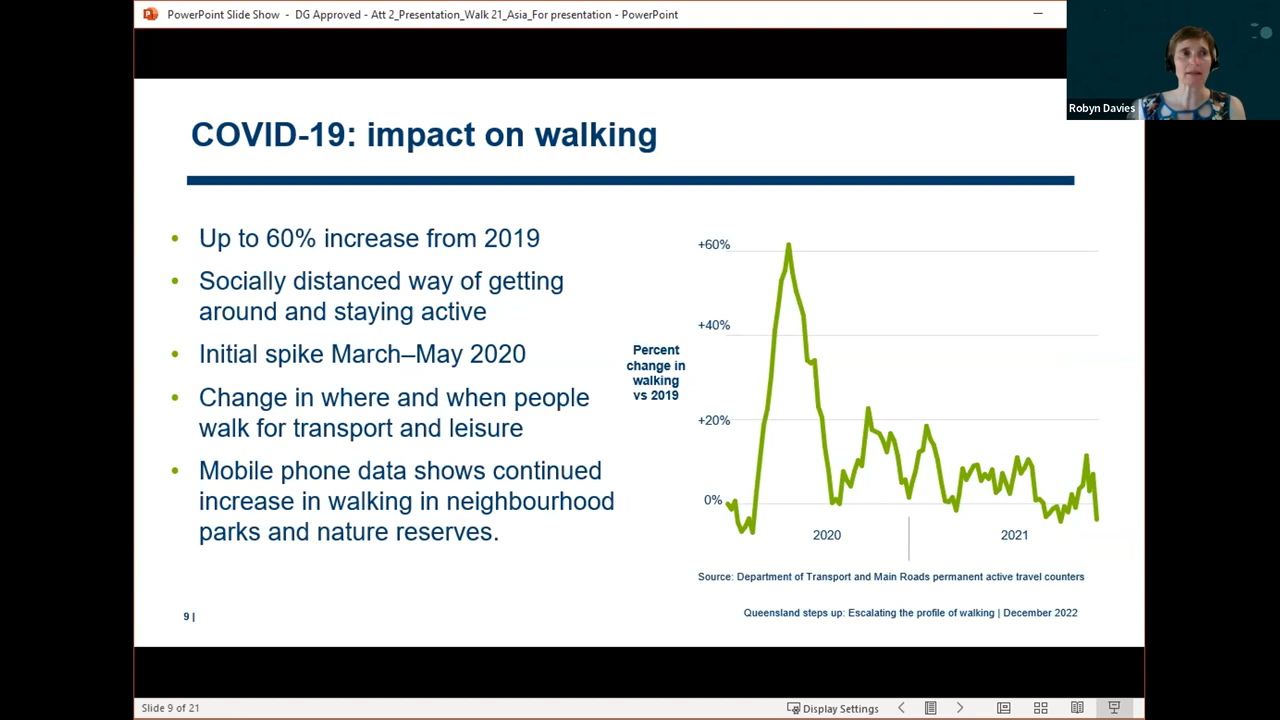 PowerPoint Slide Show - DG Approved - Att 2_Presentation_Walk 21_Asia_For presentation - PowerPoint
Robyn Davies
COVID-19: impact on walking
• Up to 60% increase from 2019
• Socially distanced way of getting
around and staying active
• Initial spike March–May 2020
• Change in where and when people
walk for transport and leisure
• Mobile phone data shows continued
increase in walking in neighbourhood
parks and nature reserves.
Percent
change in
walking
vs 2019
+60%
+40%
+20%
0%
2020
2021
Source: Department of Transport and Main Roads permanent active travel counters
9 |
Queensland steps up: Escalating the profile of walking | December 2022
Slide 9 of 21
Display Settings